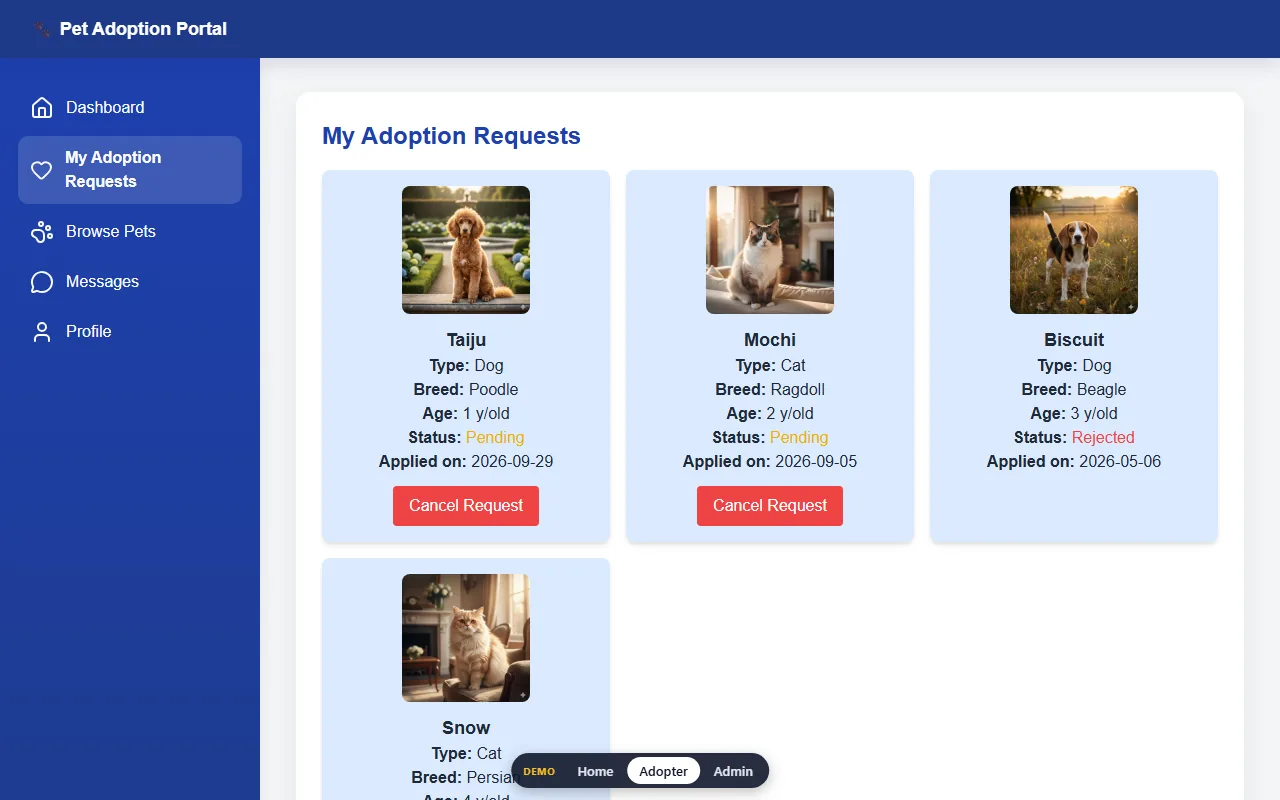 Pet Adoption Portal
Dashboard
My Adoption
Requests
Browse Pets
Messages
Profile
My Adoption Requests
Taiju
Type: Dog
Breed: Poodle
Age: 1 y/old
Status: Pending
Applied on: 2026-09-29
Cancel Request
Mochi
Type: Cat
Breed: Ragdoll
Age: 2 y/old
Status: Pending
Applied on: 2026-09-05
Cancel Request
Biscuit
Type: Dog
Breed: Beagle
Age: 3 y/old
Status: Rejected
Applied on: 2026-05-06
Snow
Type: Cat
Breed: Persian
Age: 4 y/old
DEMO Home Adopter Admin